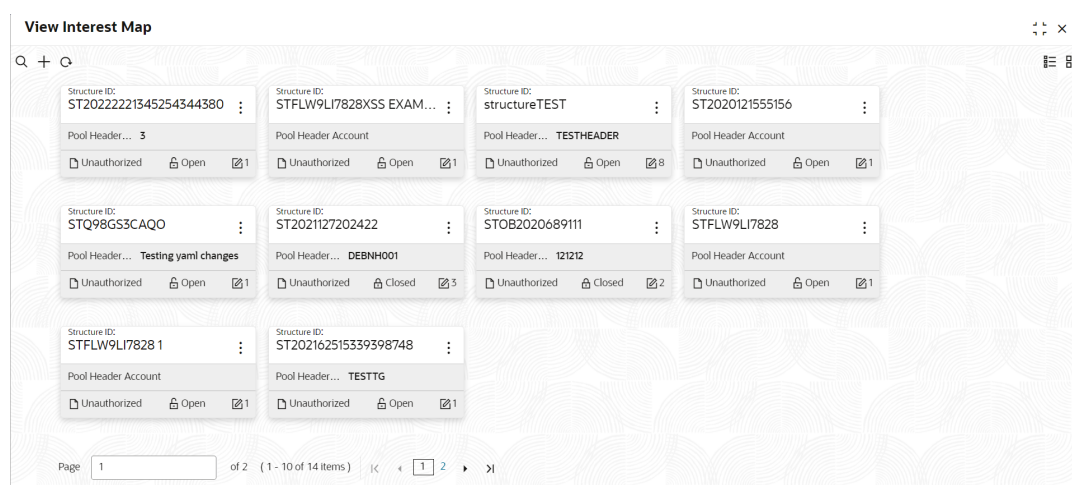 View Interest Map
Structure ID:
ST20222221345254344380
Pool Header... 3
Unauthorized Open 1
Structure ID:
STFLW9LI7828XSS EXAM...
Pool Header Account
Unauthorized Open 1
Structure ID:
structureTEST
Pool Header... TESTHEADER
Unauthorized Open 8
Structure ID:
ST2020121555156
Pool Header Account
Unauthorized Open 1
Structure ID:
STQ98GS3CAQO
Pool Header... Testing yaml changes
Unauthorized Open 1
Structure ID:
ST2021127202422
Pool Header... DEBNH001
Unauthorized Closed 3
Structure ID:
STOB2020689111
Pool Header... 121212
Unauthorized Closed 2
Structure ID:
STFLW9LI7828
Pool Header Account
Unauthorized Open 1
Structure ID:
STFLW9LI7828 1
Pool Header Account
Unauthorized Open 1
Structure ID:
ST202162515339398748
Pool Header... TESTTG
Unauthorized Open 1
Page 1 of 2 ( 1 - 10 of 14 items ) 1 2